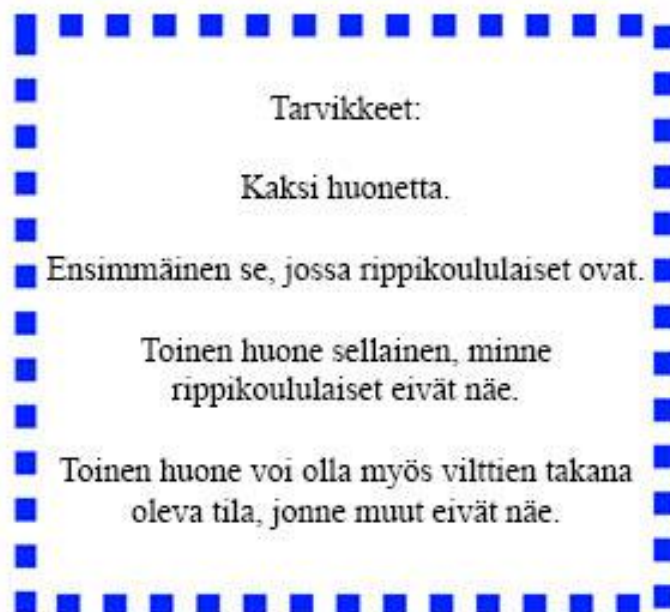 Tarvikkeet:
Kaksi huonetta.
Ensimmäinen se, jossa rippikoululaiset ovat.
Toinen huone sellainen, minne
rippikoululaiset eivät näe.
Toinen huone voi olla myös vilttien takana
oleva tila, jonne muut eivät näe.